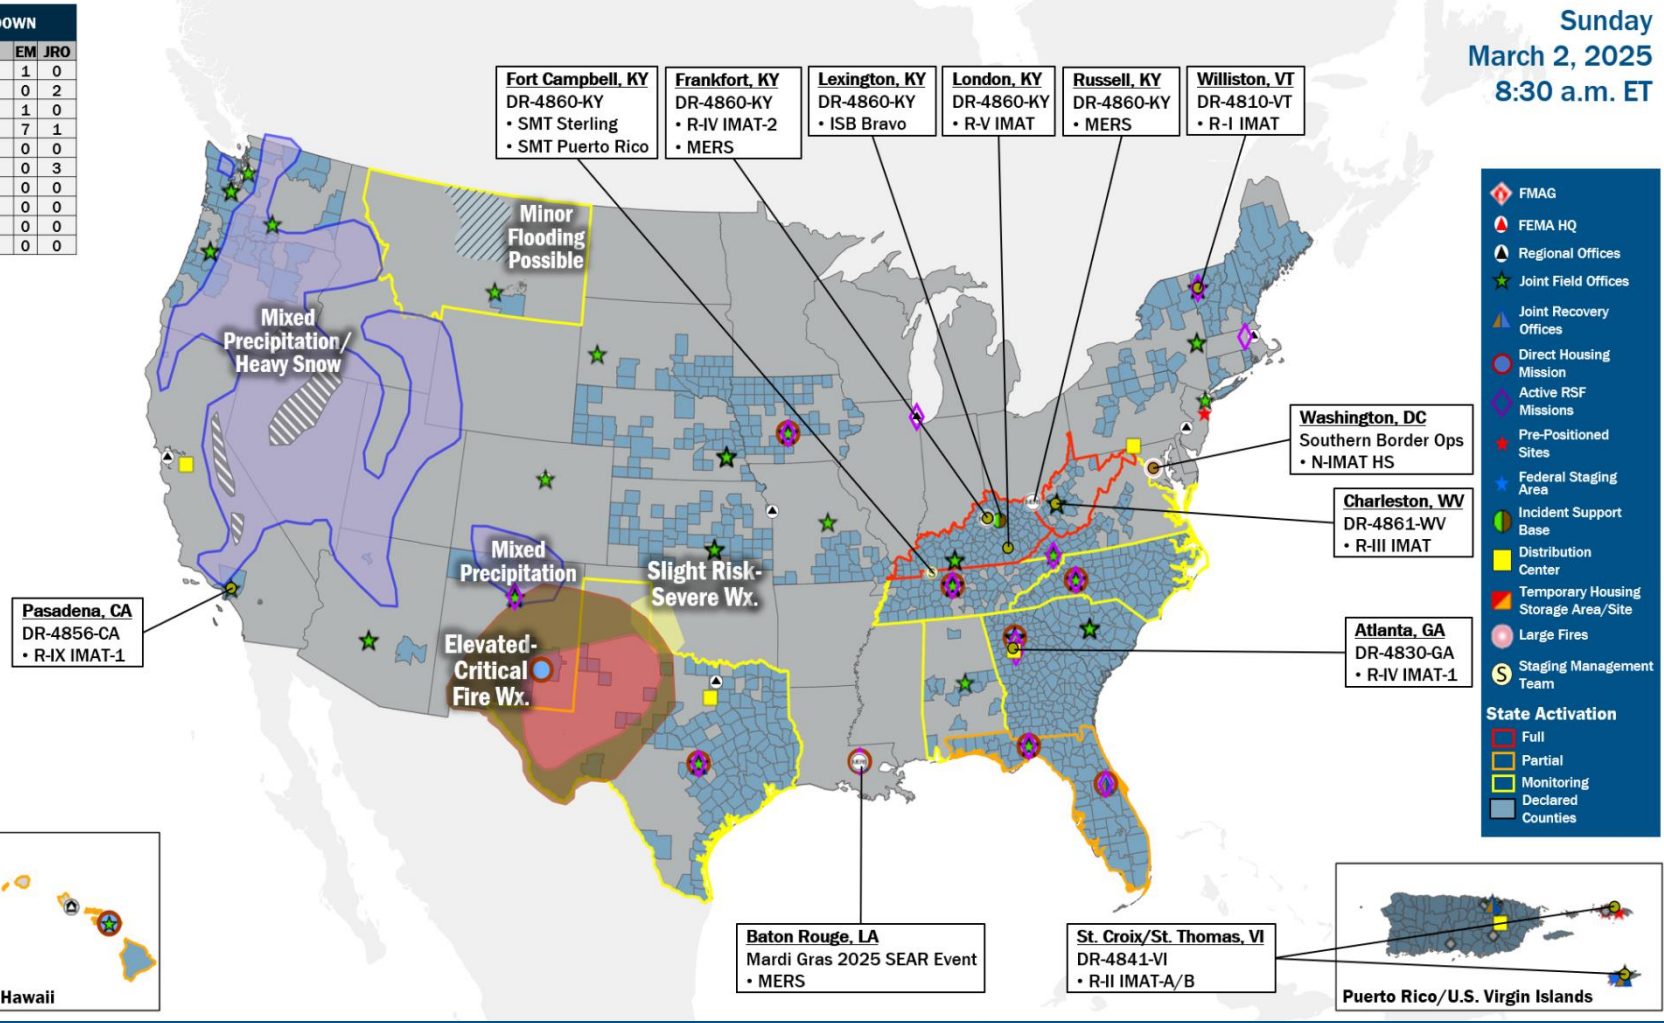 DOWN
EM JRO
1 0
0 2
1 0
7 1
0 0
0 3
0 0
0 0
0 0
0 0
Sunday
March 2, 2025
8:30 a.m. ET
Fort Campbell, KY
DR-4860-KY
• SMT Sterling
• SMT Puerto Rico
Frankfort, KY
DR-4860-KY
• R-IV IMAT-2
• MERS
Lexington, KY
DR-4860-KY
• ISB Bravo
London, KY
DR-4860-KY
• R-V IMAT
Russell, KY
DR-4860-KY
• MERS
Williston, VT
DR-4810-VT
• R-I IMAT
Minor
Flooding
Possible
Mixed
Precipitation/
Heavy Snow
Mixed
Precipitation
Slight Risk-
Severe Wx.
Elevated-
Critical
Fire Wx.
Pasadena, CA
DR-4856-CA
• R-IX IMAT-1
Washington, DC
Southern Border Ops
• N-IMAT HS
Charleston, WV
DR-4861-WV
• R-III IMAT
Atlanta, GA
DR-4830-GA
• R-IV IMAT-1
Baton Rouge, LA
Mardi Gras 2025 SEAR Event
• MERS
St. Croix/St. Thomas, VI
DR-4841-VI
• R-II IMAT-A/B
MERS
Hawaii
Puerto Rico/U.S. Virgin Islands
FMAG
FEMA HQ
Regional Offices
Joint Field Offices
Joint Recovery
Offices
Direct Housing
Mission
Active RSF
Missions
Pre-Positioned
Sites
Federal Staging
Area
Incident Support
Base
Distribution
Center
Temporary Housing
Storage Area/Site
Large Fires
S
Staging Management
Team
State Activation
Full
Partial
Monitoring
Declared
Counties